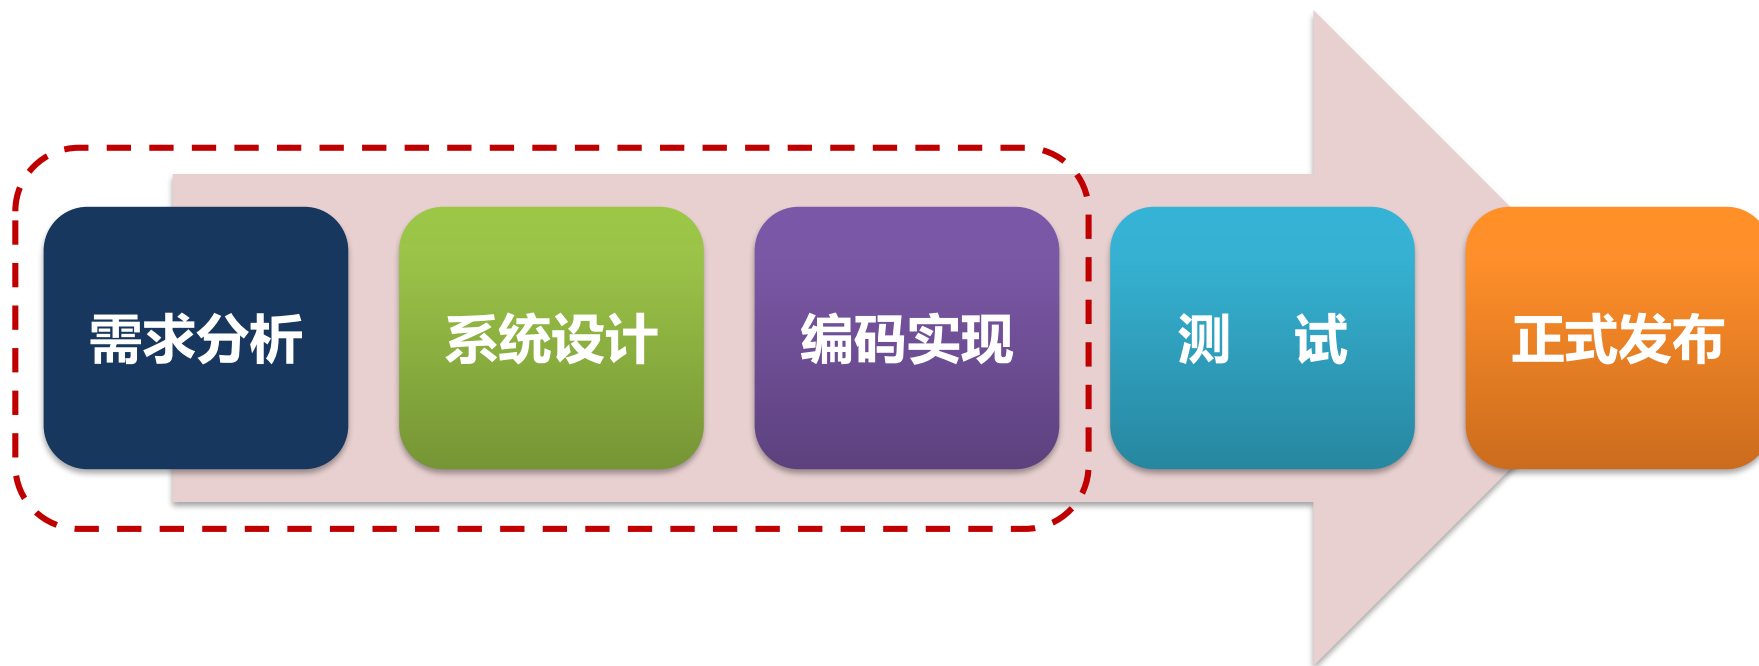 需求分析
系统设计
编码实现
测 试
正式发布